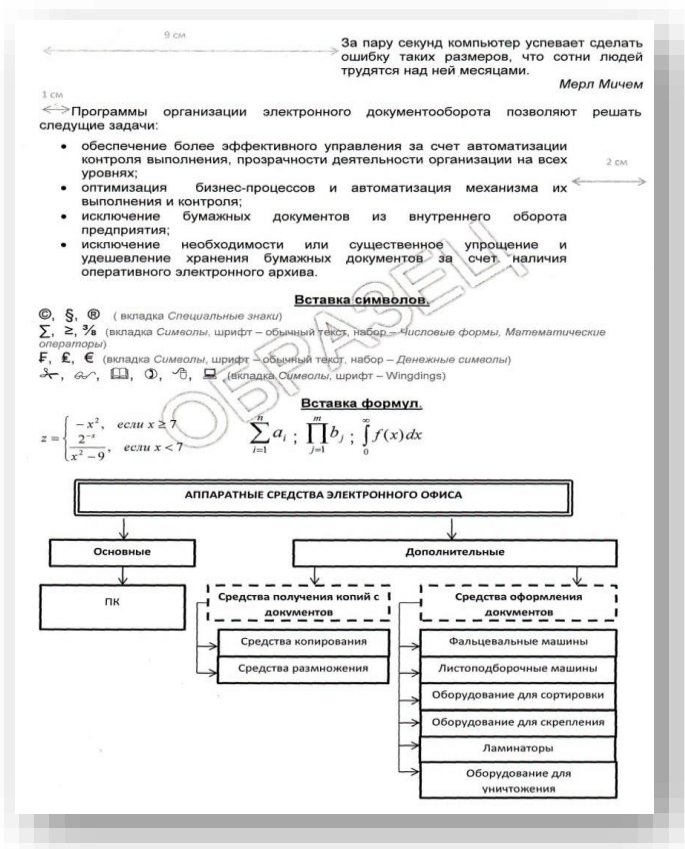 9 см
За пару секунд компьютер успевает сделать
ошибку таких размеров, что сотни людей
трудятся над ней месяцами.
Мерл Мичем
1 см
Программы организации электронного документооборота позволяют решать
следущие задачи:
• обеспечение более эффективного управления за счет автоматизации
контроля выполнения, прозрачности деятельности организации на всех
уровнях;
2 см
• оптимизация бизнес-процессов и автоматизация механизма их
выполнения и контроля;
• исключение бумажных документов из внутреннего оборота
предприятия;
• исключение необходимости или существенное упрощение и
удешевление хранения бумажных документов за счет наличия
оперативного электронного архива.
ОБРАЗЕЦ
Вставка символов.
©, §, ® ( вкладка Специальные знаки)
∑, ≥, ⅜ (вкладка Символы, шрифт – обычный текст, набор – Числовые формы, Математические
операторы)
₣, ₤, € (вкладка Символы, шрифт – обычный текст, набор – Денежные символы)
(вкладка Символы, шрифт – Wingdings)
Вставка формул.
z = { −x², если x ≥ 7
2⁻ˣ / (x² − 9), если x < 7
∑ᵢ₌₁ⁿ aᵢ ; ∏ⱼ₌₁ᵐ bⱼ ; ∫₀^∞ f(x)dx
АППАРАТНЫЕ СРЕДСТВА ЭЛЕКТРОННОГО ОФИСА
Основные
Дополнительные
ПК
Средства получения копий с
документов
Средства оформления
документов
Средства копирования
Средства размножения
Фальцевальные машины
Листоподборочные машины
Оборудование для сортировки
Оборудование для скрепления
Ламинаторы
Оборудование для
уничтожения